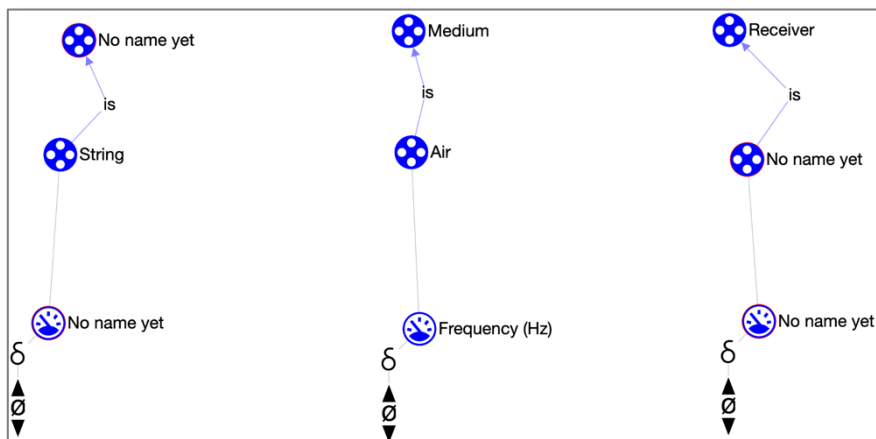 No name yet
Medium
Receiver
is
is
is
String
Air
No name yet
No name yet
Frequency (Hz)
No name yet
δ
δ
δ
Ø
Ø
Ø